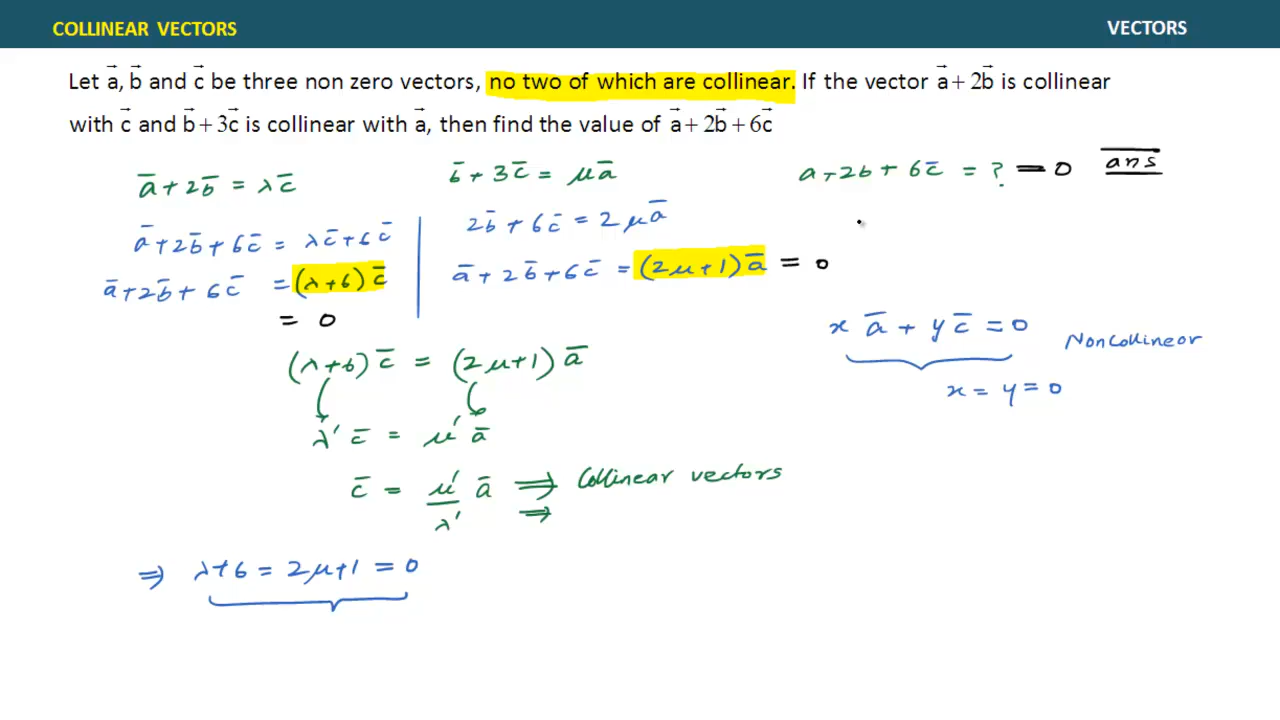 COLLINEAR VECTORS
VECTORS
Let a⃗, b⃗ and c⃗ be three non zero vectors, no two of which are collinear. If the vector a⃗ + 2b⃗ is collinear
with c⃗ and b⃗ + 3c⃗ is collinear with a⃗, then find the value of a⃗ + 2b⃗ + 6c⃗
a̅ + 2b̅ = λc̅
b̅ + 3c̅ = μa̅
a + 2b + 6c̅ = ? = 0 ans
a̅ + 2b̅ + 6c̅ = λc̅ + 6c̅
2b̅ + 6c̅ = 2μa̅
a̅ + 2b̅ + 6c̅ = (λ+6)c̅
a̅ + 2b̅ + 6c̅ = (2μ+1)a̅ = 0
= 0
x a̅ + y c̅ = 0
NonCollinear
x = y = 0
(λ+6)c̅ = (2μ+1)a̅
λ' c̅ = μ' a̅
c̅ = μ'/λ' a̅ ⇒ Collinear vectors
⇒
⇒ λ+6 = 2μ+1 = 0